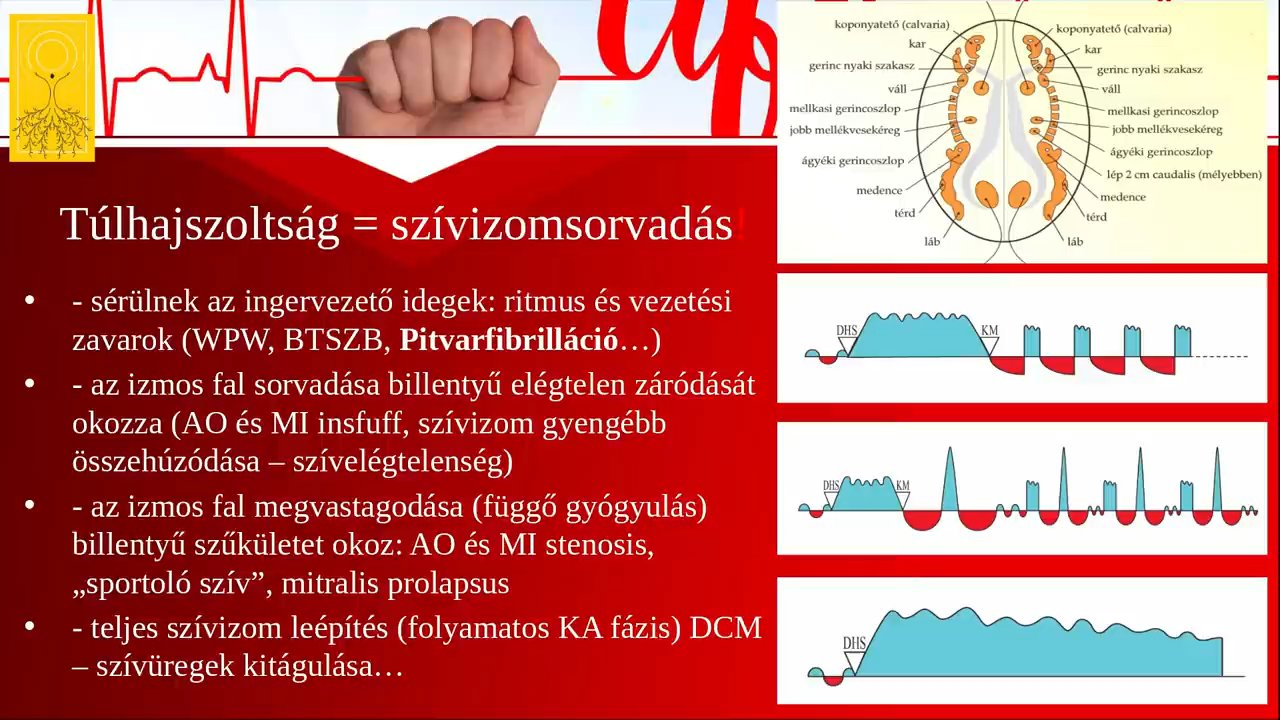 Túlhajszoltság = szívizomsorvadás!
• - sérülnek az ingervezető idegek: ritmus és vezetési
zavarok (WPW, BTSZB, Pitvarfibrilláció…)
• - az izmos fal sorvadása billentyű elégtelen záródását
okozza (AO és MI insfuff, szívizom gyengébb
összehúzódása – szívelégtelenség)
• - az izmos fal megvastagodása (függő gyógyulás)
billentyű szűkületet okoz: AO és MI stenosis,
„sportoló szív”, mitralis prolapsus
• - teljes szívizom leépítés (folyamatos KA fázis) DCM
– szívüregek kitágulása…
koponyatető (calvaria)
kar
gerinc nyaki szakasz
váll
mellkasi gerincoszlop
jobb mellékvesekéreg
ágyéki gerincoszlop
medence
térd
láb
koponyatető (calvaria)
kar
gerinc nyaki szakasz
váll
mellkasi gerincoszlop
jobb mellékvesekéreg
ágyéki gerincoszlop
lép 2 cm caudalis (mélyebben)
medence
térd
láb
DHS KM
DHS KM
DHS